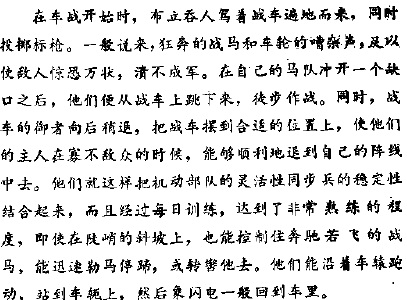 在车战开始时，布立吞人驾着战车遍地而来，同时
投掷标枪。一般说来，狂奔的战马和车轮的嘈杂声，足以
使敌人惊恐万状，溃不成军。在自己的马队冲开一个缺
口之后，他们便从战车上跳下来，徒步作战。同时，战
车的御者向后稍退，把战车摆到合适的位置上，使他们
的主人在寡不敌众的时候，能够顺利地退到自己的阵线
中去。他们就这样把机动部队的灵活性同步兵的稳定性
结合起来，而且经过每日训练，达到了非常熟练的程
度，即使在陡峭的斜坡上，也能控制住奔驰若飞的战
马，能迅速勒马停蹄，或转辔他去。他们能沿着车辕跑
动，站到车轭上，然后象闪电一般回到车里。